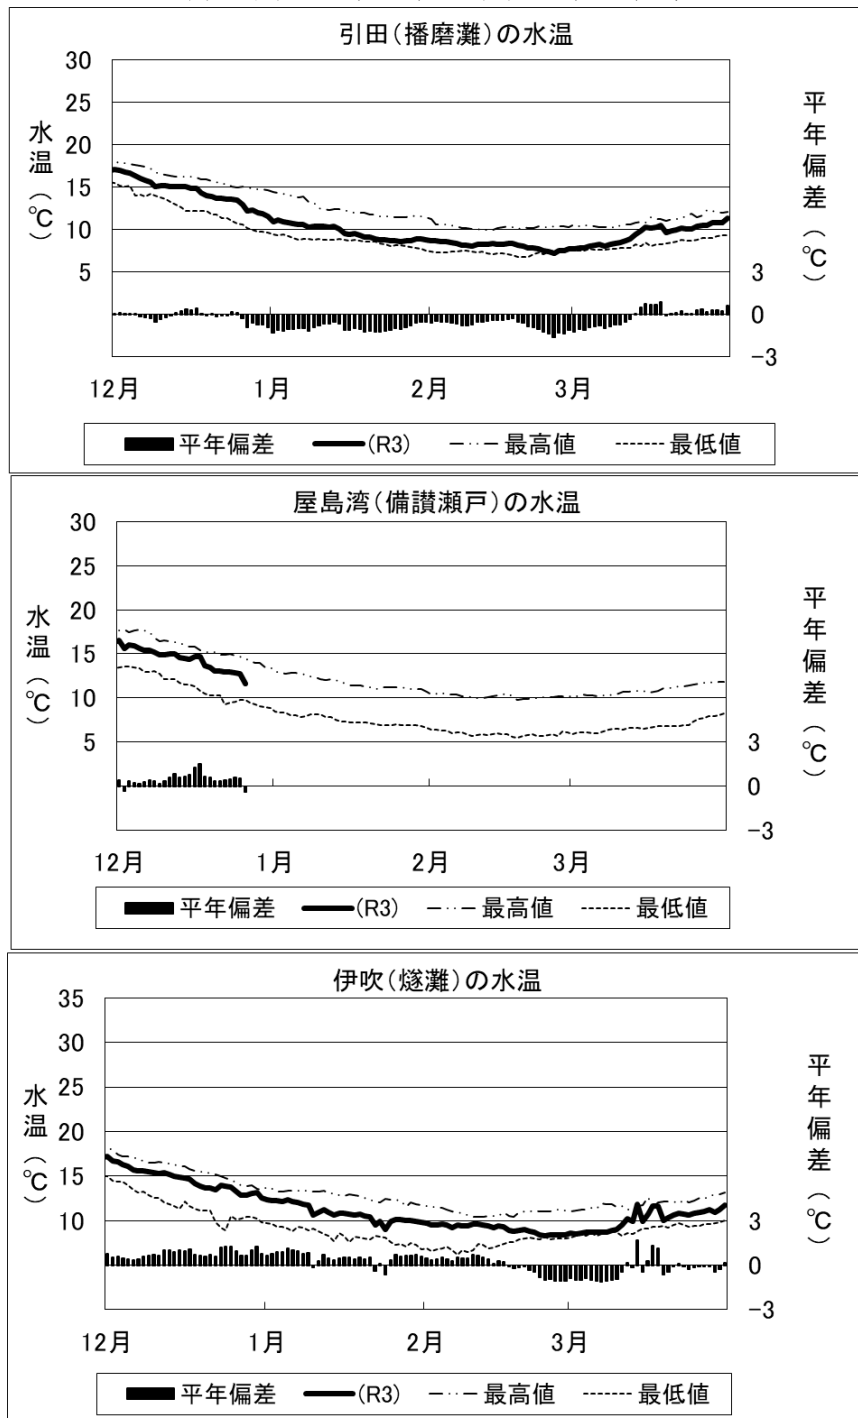 引田(播磨灘)の水温
水温(℃)
平年偏差(℃)
30
25
20
15
10
5
3
0
-3
12月 1月 2月 3月
平年偏差 (R3) 最高値 最低値
屋島湾(備讃瀬戸)の水温
水温(℃)
平年偏差(℃)
30
25
20
15
10
5
3
0
-3
12月 1月 2月 3月
平年偏差 (R3) 最高値 最低値
伊吹(燧灘)の水温
水温(℃)
平年偏差(℃)
35
30
25
20
15
10
3
0
-3
12月 1月 2月 3月
平年偏差 (R3) 最高値 最低値